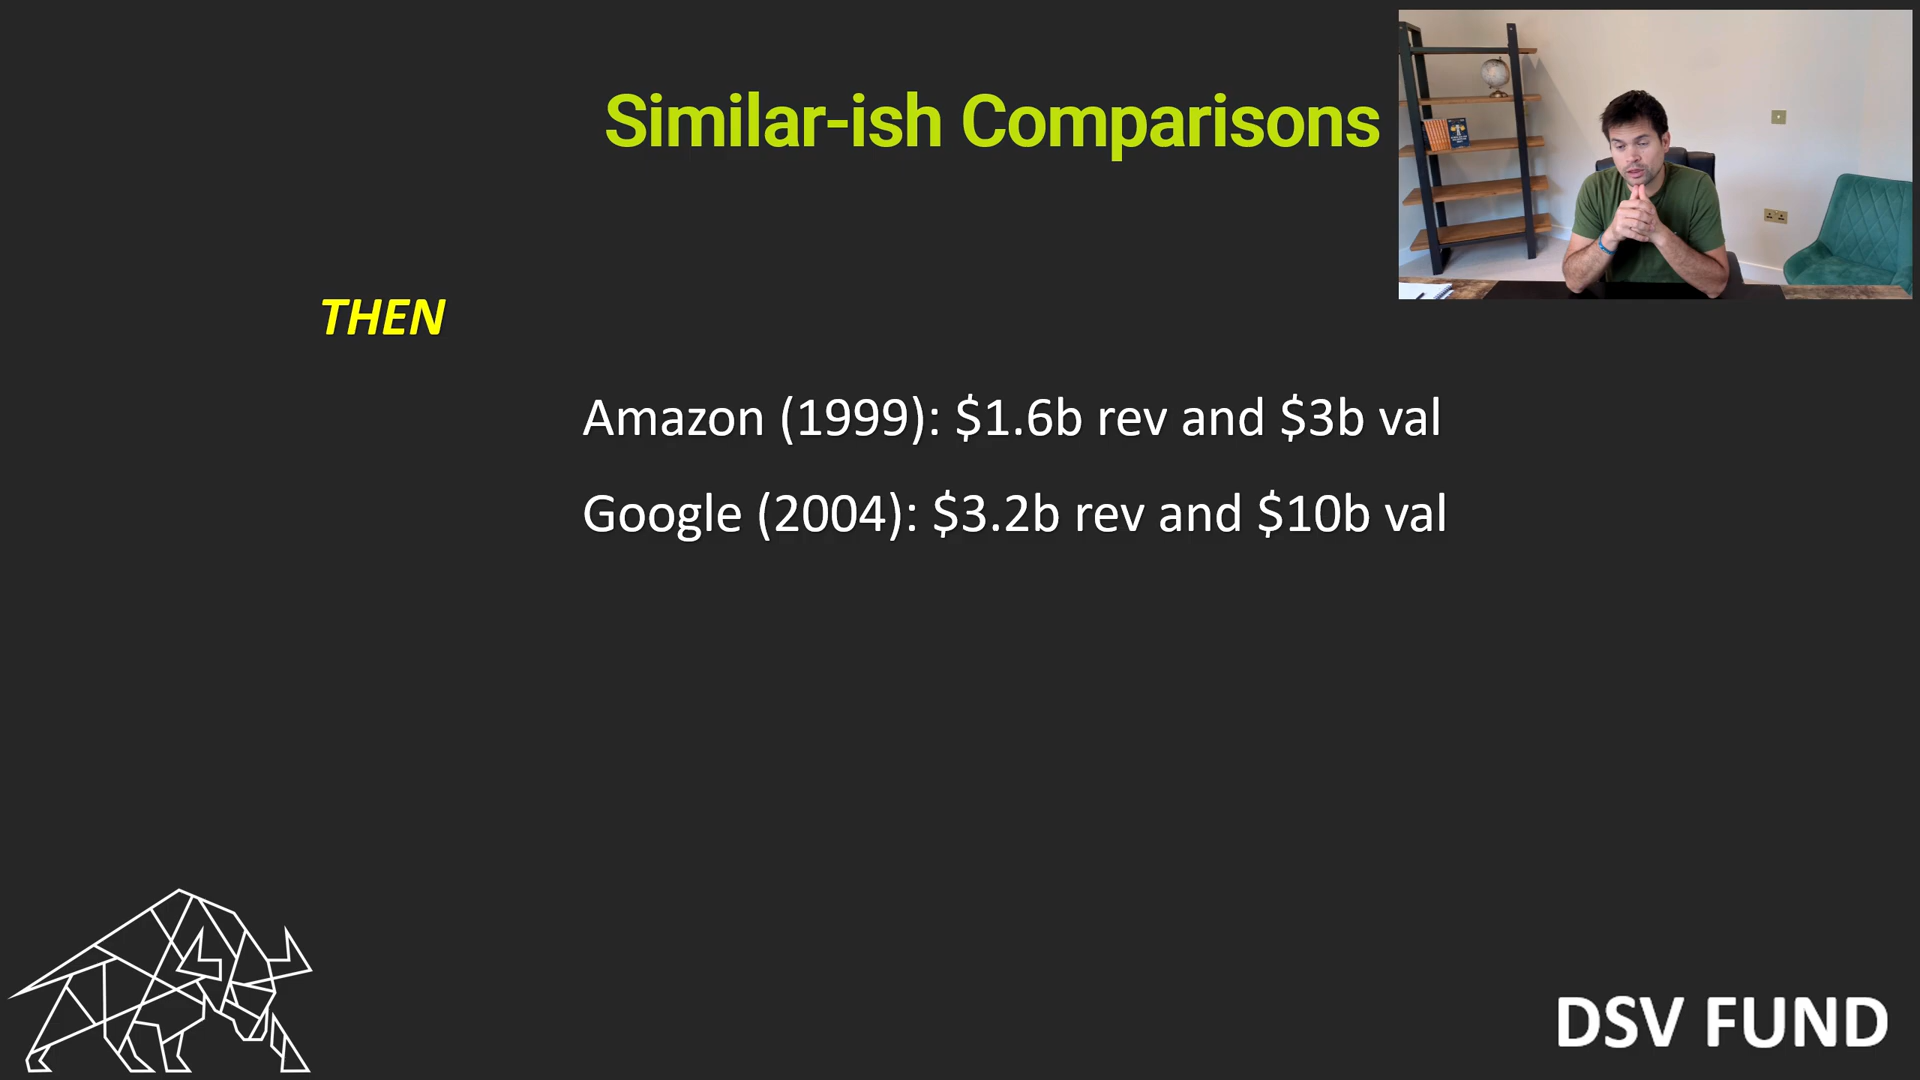 Similar-ish Comparisons
THEN
Amazon (1999): $1.6b rev and $3b val
Google (2004): $3.2b rev and $10b val
DSV FUND